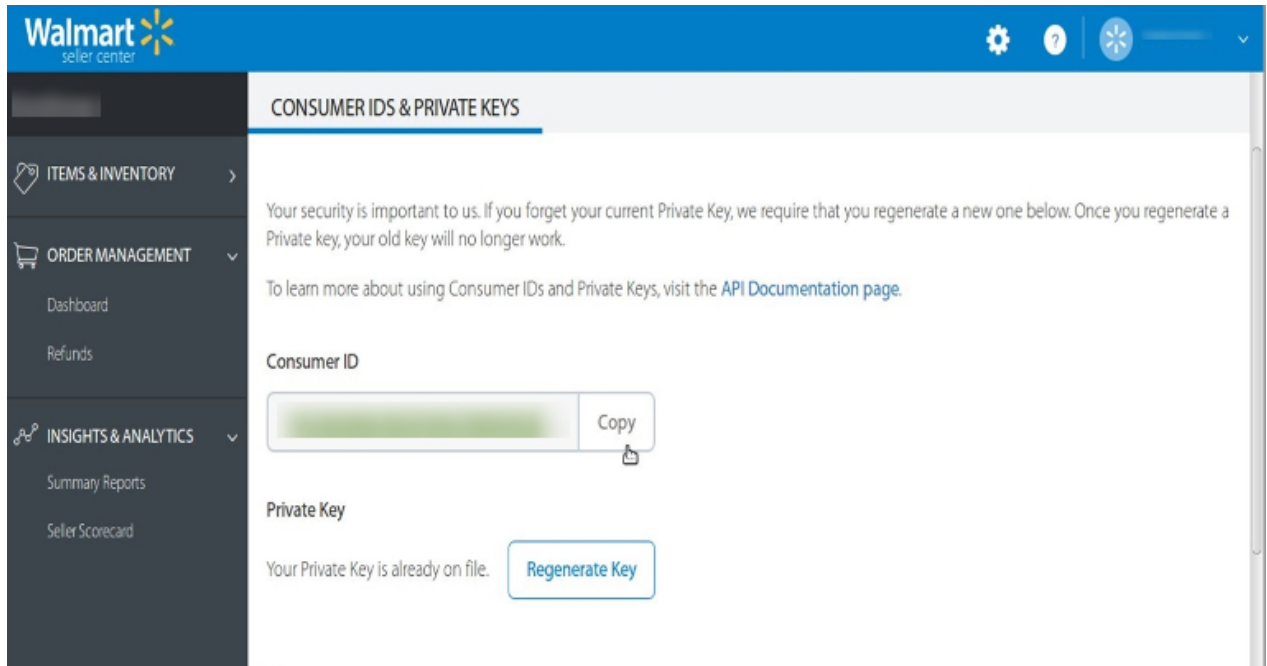 Walmart
seller center
?
CONSUMER IDS & PRIVATE KEYS
ITEMS & INVENTORY
ORDER MANAGEMENT
Dashboard
Refunds
INSIGHTS & ANALYTICS
Summary Reports
Seller Scorecard
Your security is important to us. If you forget your current Private Key, we require that you regenerate a new one below. Once you regenerate a
Private key, your old key will no longer work.
To learn more about using Consumer IDs and Private Keys, visit the API Documentation page.
Consumer ID
Copy
Private Key
Your Private Key is already on file.
Regenerate Key